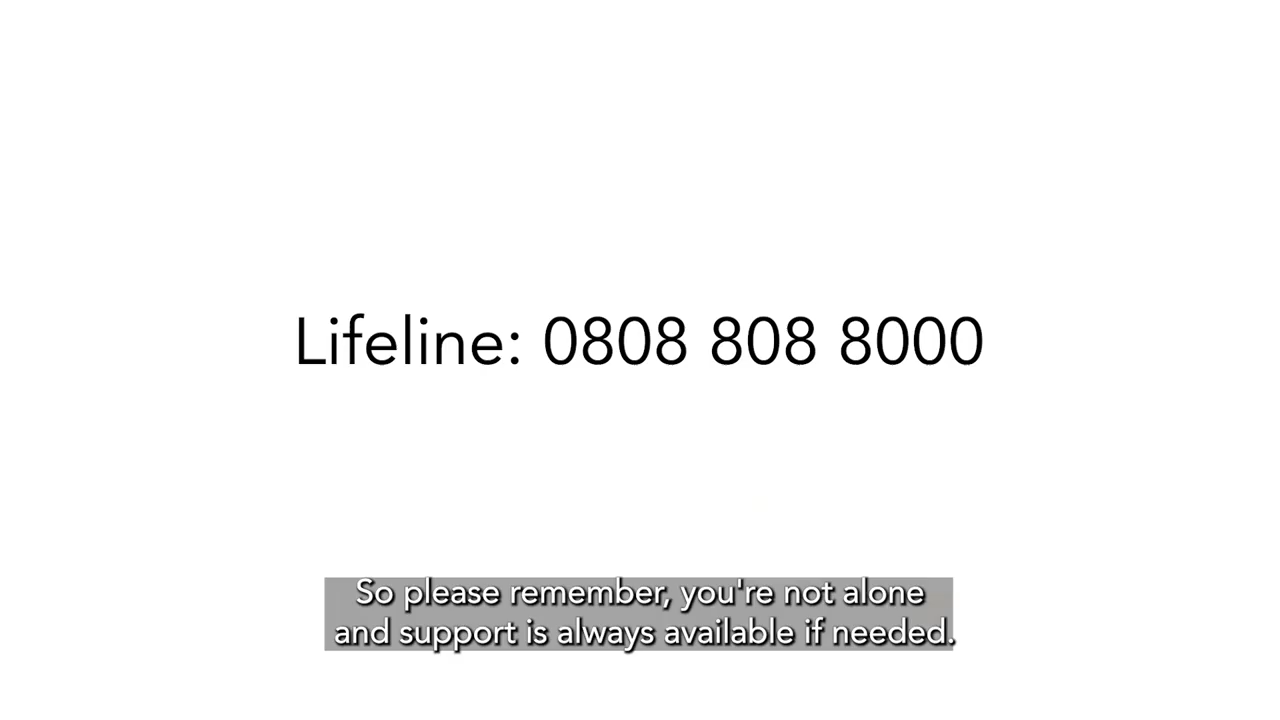 Lifeline: 0808 808 8000
So please remember, you're not alone
and support is always available if needed.